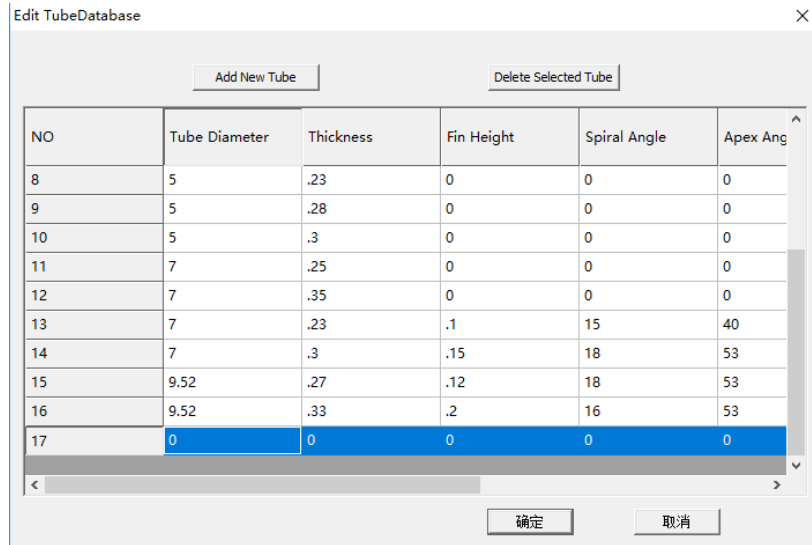 Edit TubeDatabase
Add New Tube Delete Selected Tube
NO Tube Diameter Thickness Fin Height Spiral Angle Apex Ang
8 5 .23 0 0 0
9 5 .28 0 0 0
10 5 .3 0 0 0
11 7 .25 0 0 0
12 7 .35 0 0 0
13 7 .23 .1 15 40
14 7 .3 .15 18 53
15 9.52 .27 .12 18 53
16 9.52 .33 .2 16 53
17 0 0 0 0 0
确定 取消